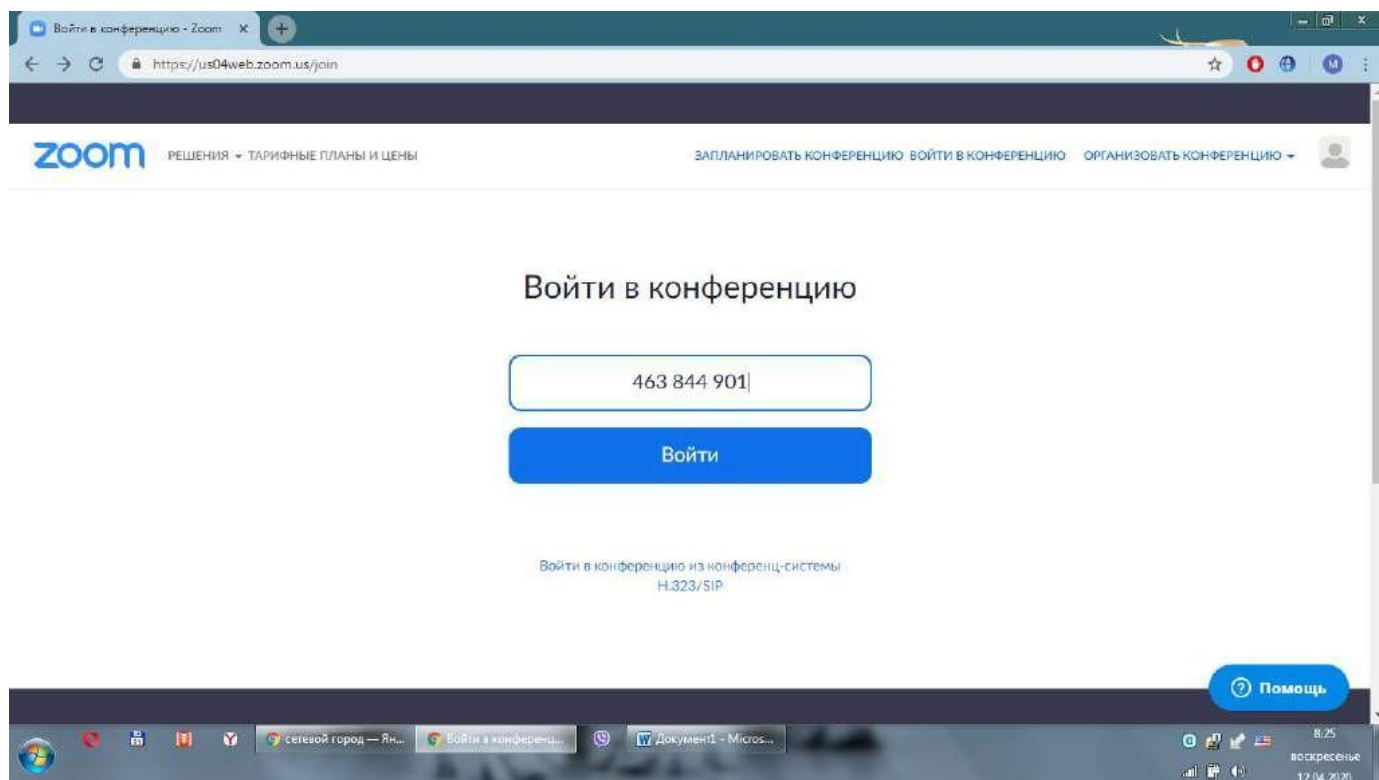 Войти в конференцию - Zoom
https://us04web.zoom.us/join
zoom РЕШЕНИЯ ТАРИФНЫЕ ПЛАНЫ И ЦЕНЫ ЗАПЛАНИРОВАТЬ КОНФЕРЕНЦИЮ ВОЙТИ В КОНФЕРЕНЦИЮ ОРГАНИЗОВАТЬ КОНФЕРЕНЦИЮ
Войти в конференцию
463 844 901
Войти
Войти в конференцию из конференц-системы
H.323/SIP
Помощь
сетевой город — Ян... Войти в конференц... Документ1 - Micros... 8:25
воскресенье
12.04.2020